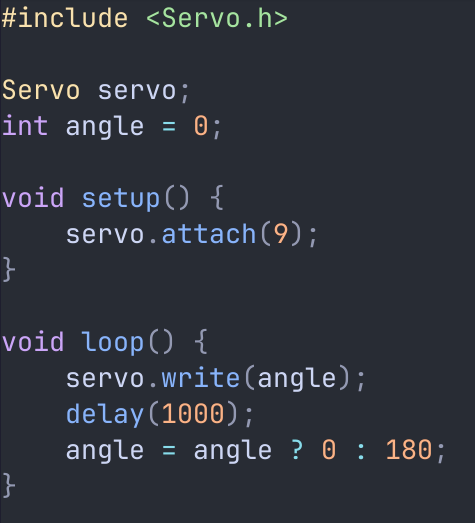 #include <Servo.h>

Servo servo;
int angle = 0;

void setup() {
    servo.attach(9);
}

void loop() {
    servo.write(angle);
    delay(1000);
    angle = angle ? 0 : 180;
}